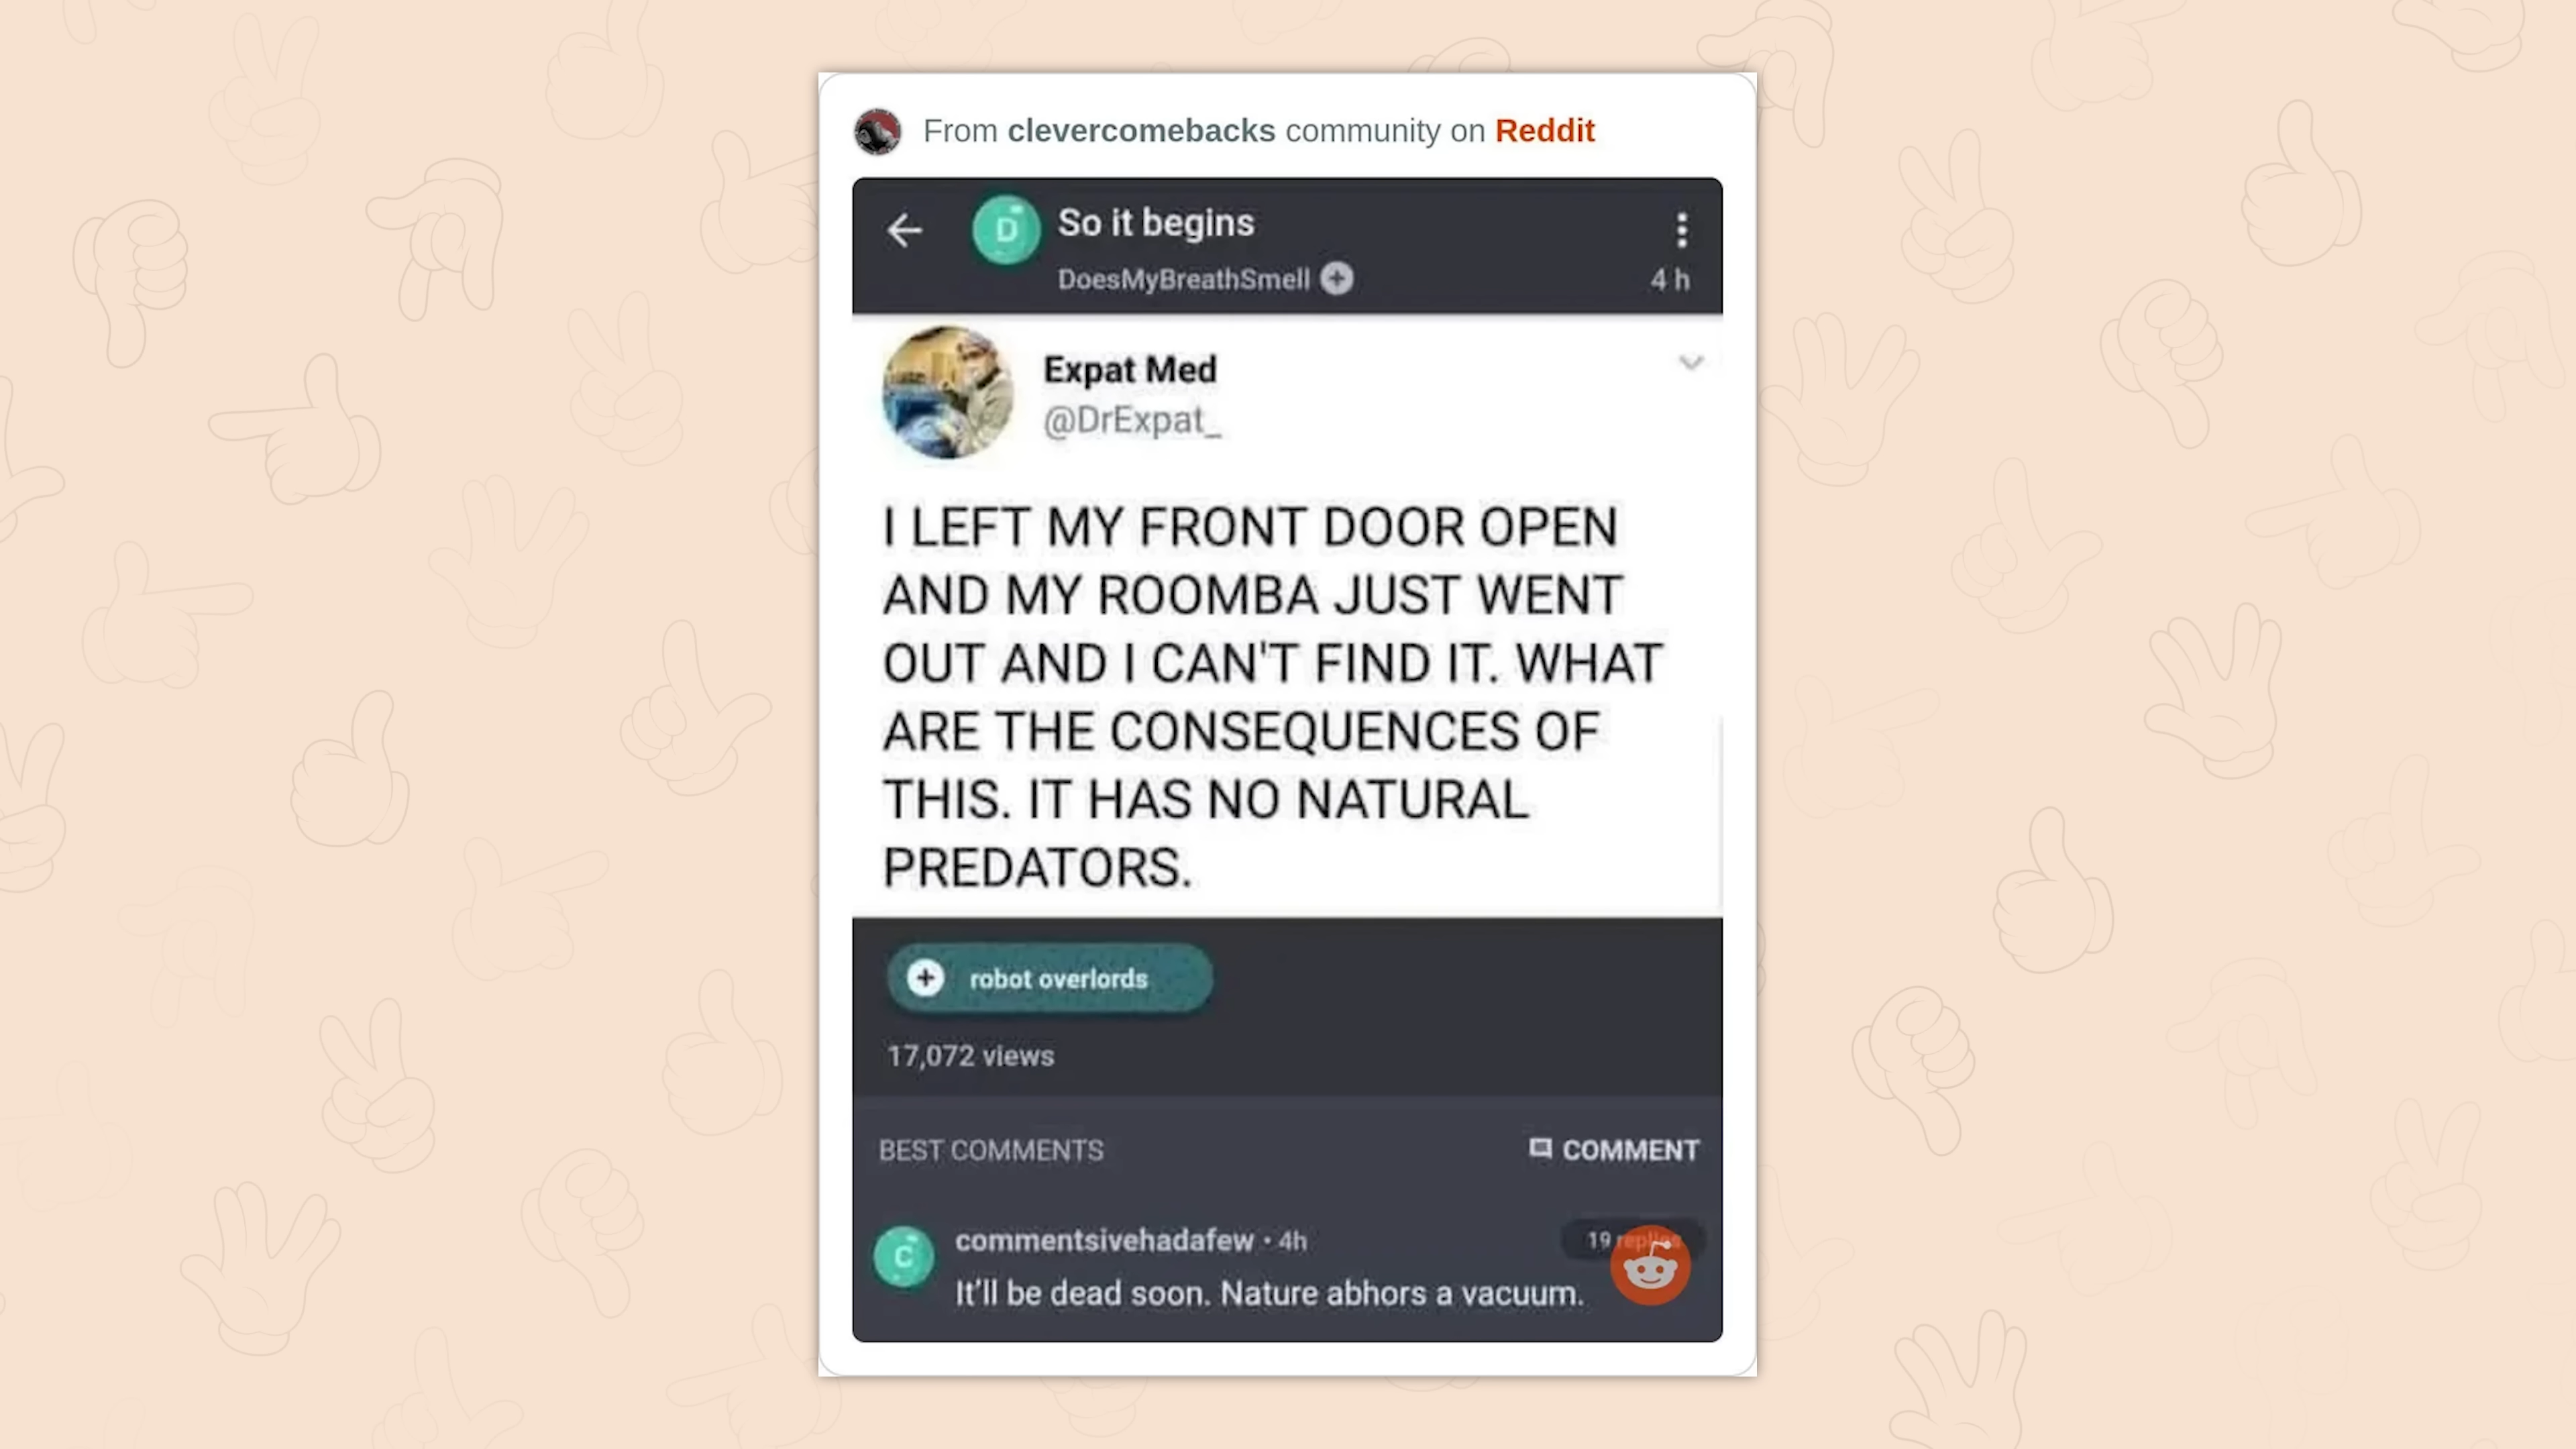 From clevercomebacks community on Reddit
D
So it begins
DoesMyBreathSmell
4 h
Expat Med
@DrExpat_
I LEFT MY FRONT DOOR OPEN
AND MY ROOMBA JUST WENT
OUT AND I CAN'T FIND IT. WHAT
ARE THE CONSEQUENCES OF
THIS. IT HAS NO NATURAL
PREDATORS.
robot overlords
17,072 views
BEST COMMENTS
COMMENT
C
commentsivehadafew • 4h
19 replies
It'll be dead soon. Nature abhors a vacuum.